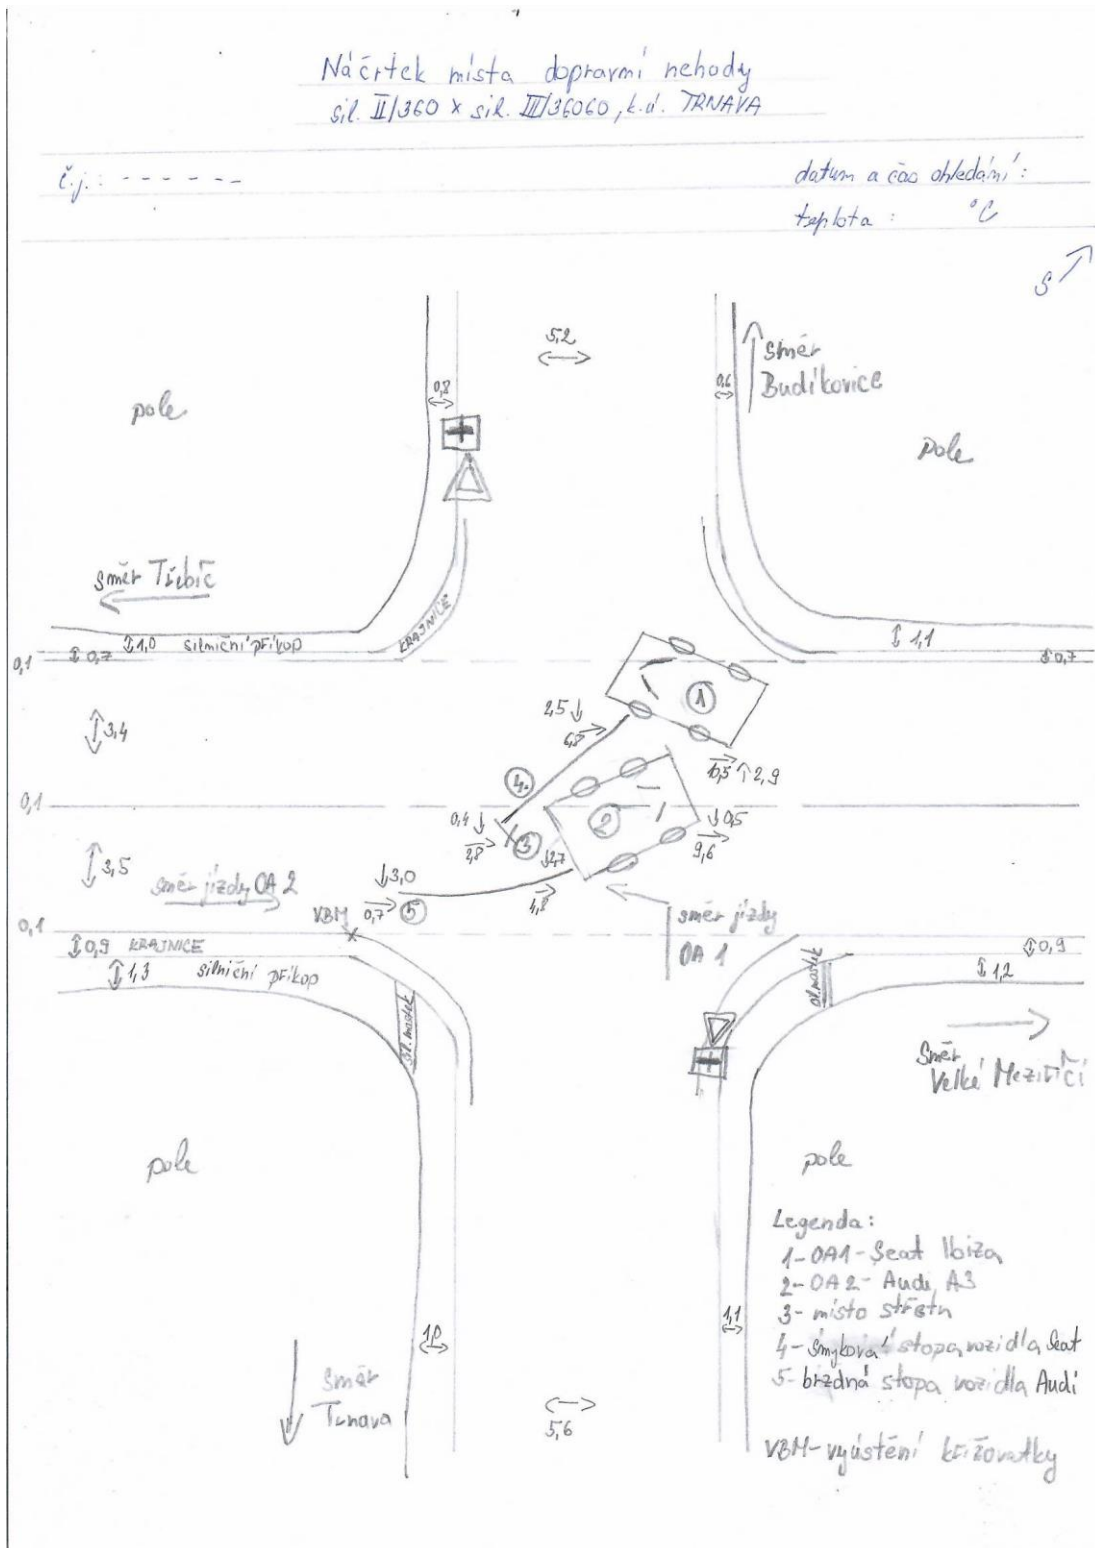 Náčrtek místa dopravní nehody
sil. II/360 x sil. III/36060, k.ú. TRNAVA
č.j.: - - - - - -
datum a čas ohledání:
teplota : °C
S
5,2
směr
Budíkovice
0,8
0,6
pole
pole
směr Třebíč
KRAJNICE
1,0 silniční příkop
1,1
0,1
0,7
0,7
3,4
1
2,5
6,8
10,5 2,9
4.
0,1
2
0,4
2,8
3
2,7
0,5
9,6
3,5
směr jízdy OA 2
3,0
0,7
5
4,8
VBM
směr jízdy
OA 1
0,1
0,9 KRAJNICE
0,9
1,3 silniční příkop
1,2
sil. mostek
sil. mostek
směr
Velké Meziříčí
pole
pole
Legenda:
1- OA1 - Seat Ibiza
2- OA2 - Audi A3
3- místo střetu
4- smyková stopa vozidla Seat
5- brzdná stopa vozidla Audi
1,1
směr
Trnava
5,6
VBM- vyústění křižovatky